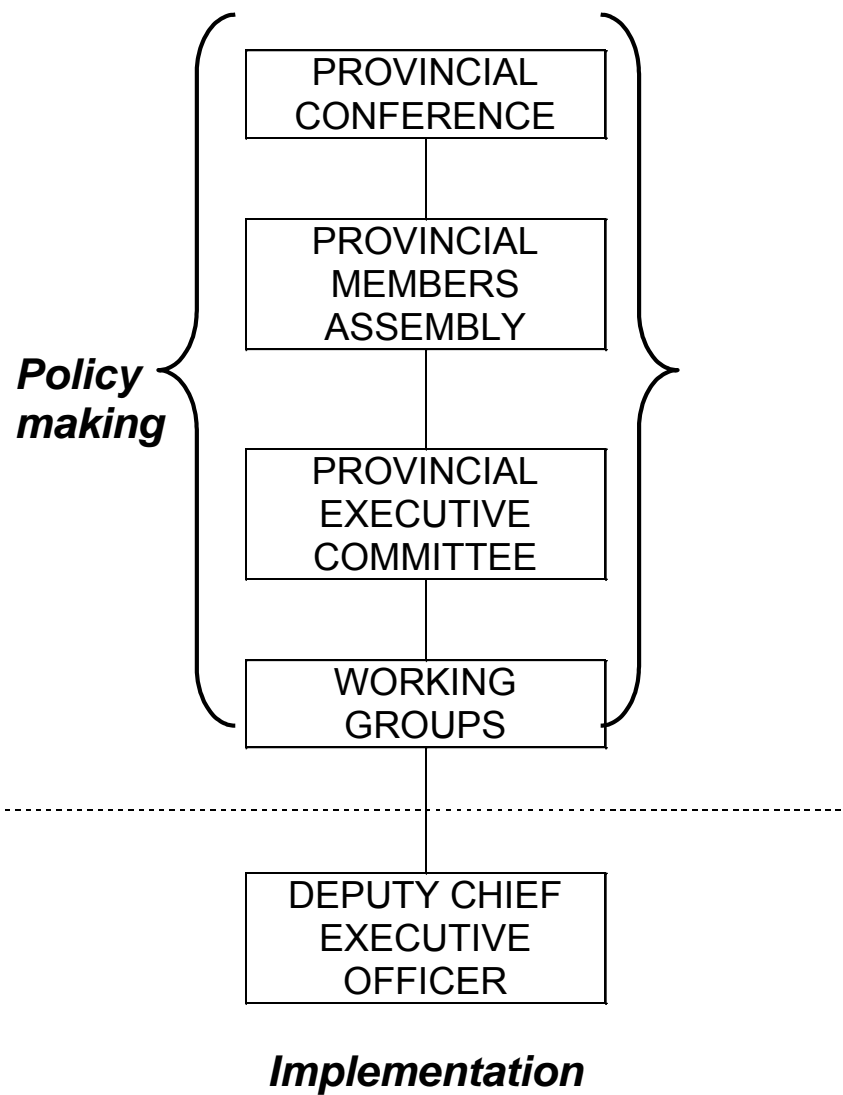 PROVINCIAL
CONFERENCE
PROVINCIAL
MEMBERS
ASSEMBLY
Policy
making
PROVINCIAL
EXECUTIVE
COMMITTEE
WORKING
GROUPS
DEPUTY CHIEF
EXECUTIVE
OFFICER
Implementation